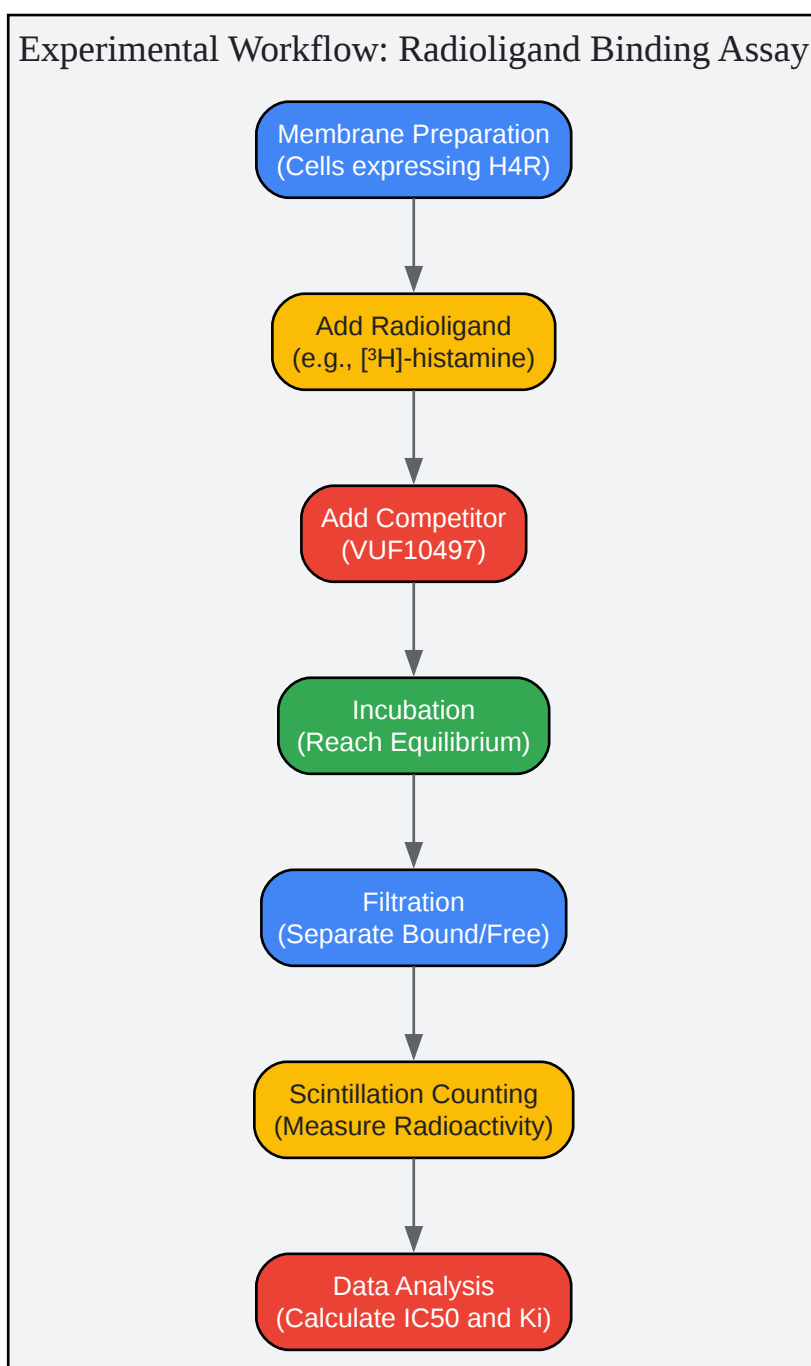 Experimental Workflow: Radioligand Binding Assay
Membrane Preparation
(Cells expressing H4R)
Add Radioligand
(e.g., [³H]-histamine)
Add Competitor
(VUF10497)
Incubation
(Reach Equilibrium)
Filtration
(Separate Bound/Free)
Scintillation Counting
(Measure Radioactivity)
Data Analysis
(Calculate IC50 and Ki)